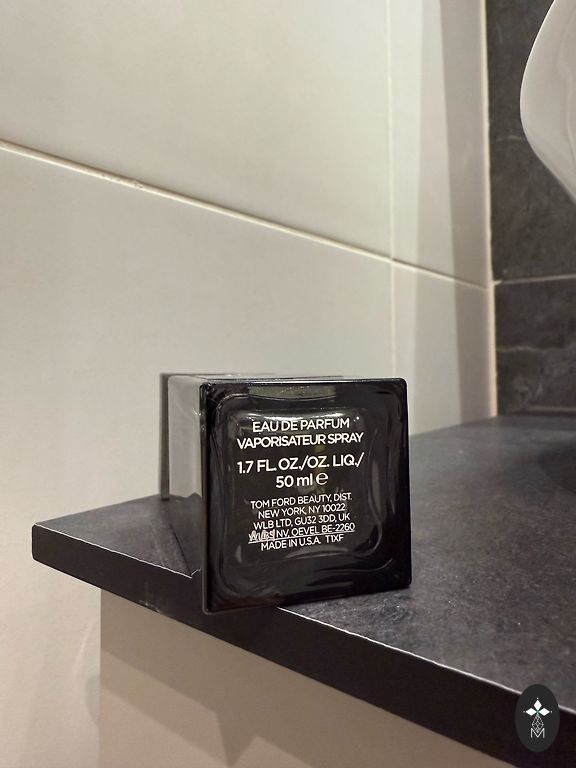 EAU DE PARFUM
VAPORISATEUR SPRAY
1.7 FL. OZ./OZ. LIQ./
50 ml ℮
TOM FORD BEAUTY, DIST.
NEW YORK, NY 10022
WLB LTD, GU32 3DD, UK
NV, OEVEL BE-2260
MADE IN U.S.A. T1XF
M